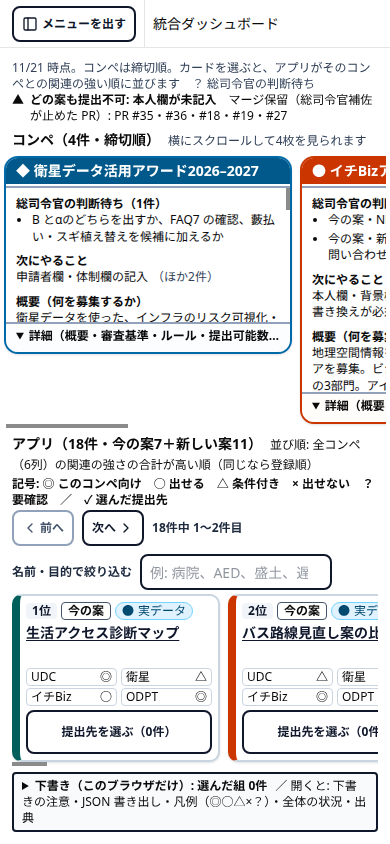 メニューを出す
統合ダッシュボード
11/21 時点。コンペは締切順。カードを選ぶと、アプリがそのコン
ペとの関連の強い順に並びます　? 総司令官の判断待ち
▲ どの案も提出不可: 本人欄が未記入　マージ保留（総司令官補佐
が止めた PR）: PR #35・#36・#18・#19・#27
コンペ（4件・締切順）　横にスクロールして4枚を見られます
◆ 衛星データ活用アワード2026–2027
総司令官の判断待ち（1件）
• B とαのどちらを出すか、FAQ7 の確認、藪払
い・スギ植え替えを候補に加えるか
次にやること
申請者欄・体制欄の記入　（ほか2件）
概要（何を募集するか）
衛星データを使った、インフラのリスク可視化・
▼ 詳細（概要・審査基準・ルール・提出可能数…
● イチBizア
総司令官の判
• 今の案・N
• 今の案・新
問い合わせ
次にやること
本人欄・背景
書き換えが必
概要（何を募
地理空間情報
アを募集。ビ
の3部門。アイ
▼ 詳細（概要
アプリ（18件・今の案7＋新しい案11）　並び順: 全コンペ
（6列）の関連の強さの合計が高い順（同じなら登録順）
記号: ◎ このコンペ向け　○ 出せる　△ 条件付き　× 出せない　?
要確認　／　✓ 選んだ提出先
前へ
次へ
18件中 1〜2件目
名前・目的で絞り込む
例: 病院、AED、盛土、遅
1位 今の案 ● 実データ
生活アクセス診断マップ
UDC ◎ 衛星 △
イチBiz ○ ODPT ◎
提出先を選ぶ（0件）
2位 今の案 ● 実デ
バス路線見直し案の比
UDC ◎ 衛星
イチBiz △ ODPT
提出先を選ぶ（0件
▶ 下書き（このブラウザだけ）: 選んだ組 0件　／ 開くと: 下書
きの注意・JSON 書き出し・凡例（◎○△×？）・全体の状況・出
典